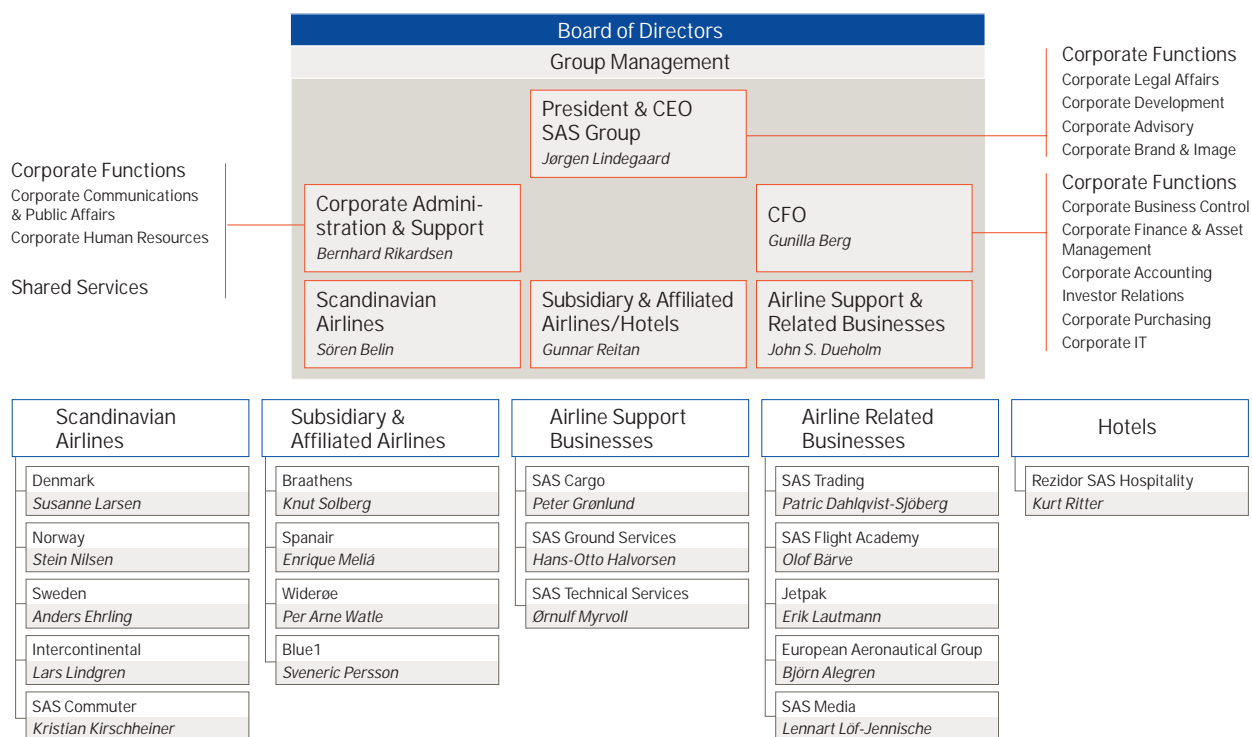 Board of Directors
Group Management
President & CEO
SAS Group
Jørgen Lindegaard
Corporate Functions
Corporate Legal Affairs
Corporate Development
Corporate Advisory
Corporate Brand & Image
Corporate Functions
Corporate Communications
& Public Affairs
Corporate Human Resources
Shared Services
Corporate Admini-
stration & Support
Bernhard Rikardsen
CFO
Gunilla Berg
Corporate Functions
Corporate Business Control
Corporate Finance & Asset
Management
Corporate Accounting
Investor Relations
Corporate Purchasing
Corporate IT
Scandinavian
Airlines
Sören Belin
Subsidiary & Affiliated
Airlines/Hotels
Gunnar Reitan
Airline Support &
Related Businesses
John S. Dueholm
Scandinavian
Airlines
Denmark
Susanne Larsen
Norway
Stein Nilsen
Sweden
Anders Ehrling
Intercontinental
Lars Lindgren
SAS Commuter
Kristian Kirschheiner
Subsidiary &
Affiliated Airlines
Braathens
Knut Solberg
Spanair
Enrique Meliá
Widerøe
Per Arne Watle
Blue1
Sveneric Persson
Airline Support
Businesses
SAS Cargo
Peter Grønlund
SAS Ground Services
Hans-Otto Halvorsen
SAS Technical Services
Ørnulf Myrvoll
Airline Related
Businesses
SAS Trading
Patric Dahlqvist-Sjöberg
SAS Flight Academy
Olof Bärve
Jetpak
Erik Lautmann
European Aeronautical Group
Björn Alegren
SAS Media
Lennart Löf-Jennische
Hotels
Rezidor SAS Hospitality
Kurt Ritter